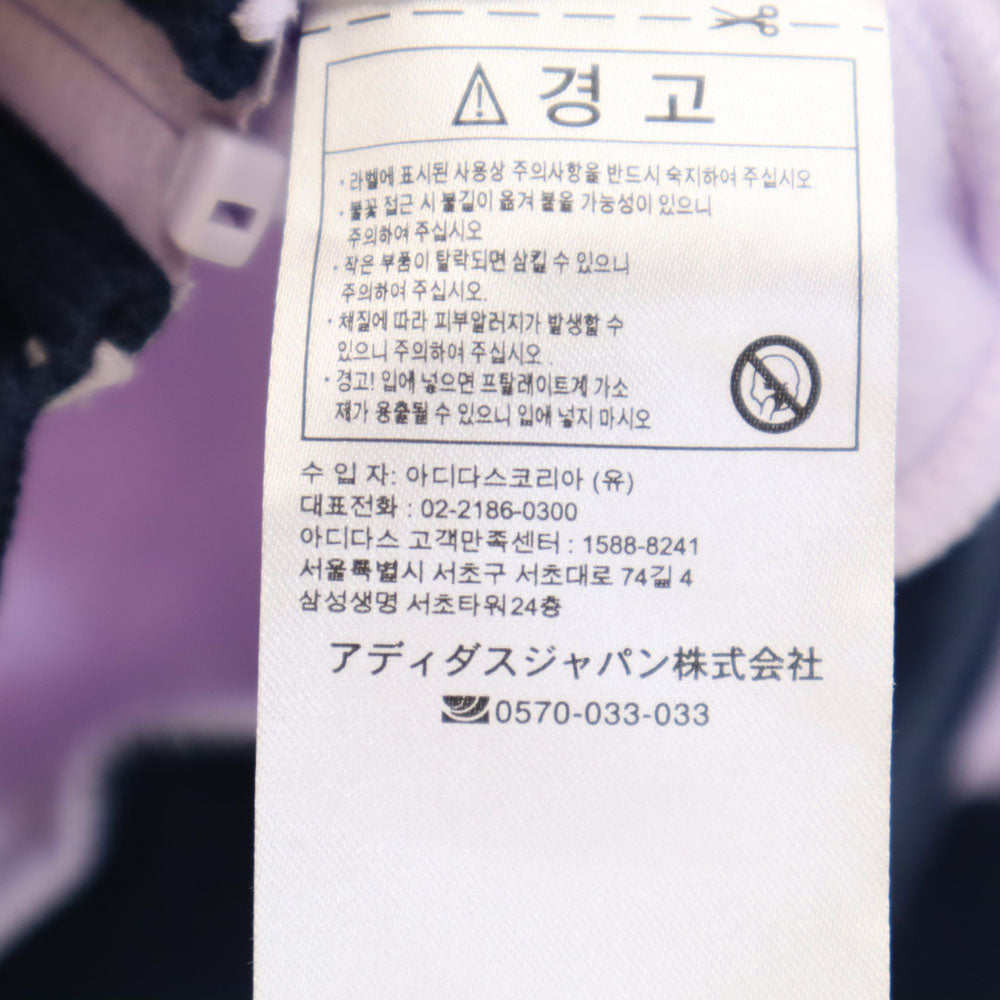 경 고
· 라벨에 표시된 사용상 주의사항을 반드시 숙지하여 주십시오.
· 불꽃 접근 시 불길이 옮겨 붙을 가능성이 있으니
주의하여 주십시오
· 작은 부품이 탈락되면 삼킬 수 있으니
주의하여 주십시오.
· 채질에 따라 피부알러지가 발생할 수
있으니 주의하여 주십시오 .
· 경고! 입에 넣으면 프탈레이트계 가소
제가 용출될 수 있으니 입에 넣지 마시오
수 입 자: 아디다스코리아 (유)
대표전화 : 02-2186-0300
아디다스 고객만족센터 : 1588-8241
서울특별시 서초구 서초대로 74길 4
삼성생명 서초타워24층
アディダスジャパン株式会社
0570-033-033